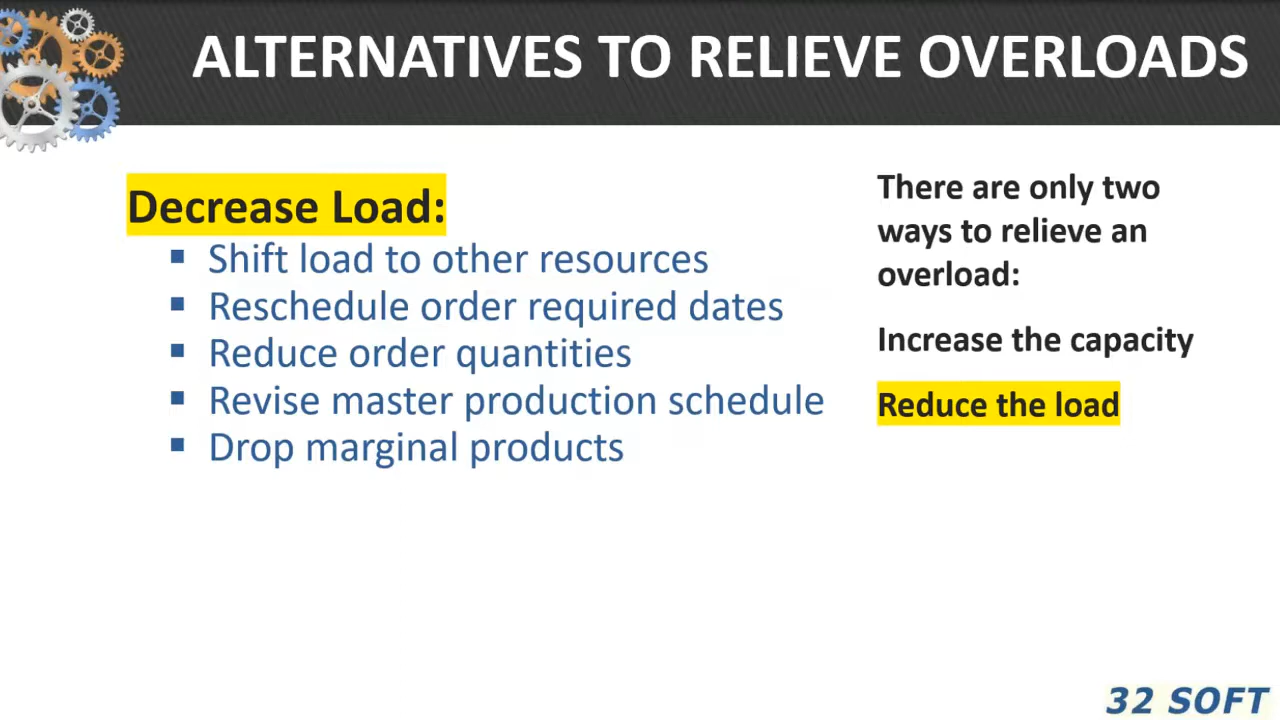 ALTERNATIVES TO RELIEVE OVERLOADS
Decrease Load:
▪ Shift load to other resources
▪ Reschedule order required dates
▪ Reduce order quantities
▪ Revise master production schedule
▪ Drop marginal products
There are only two
ways to relieve an
overload:
Increase the capacity
Reduce the load
32 SOFT